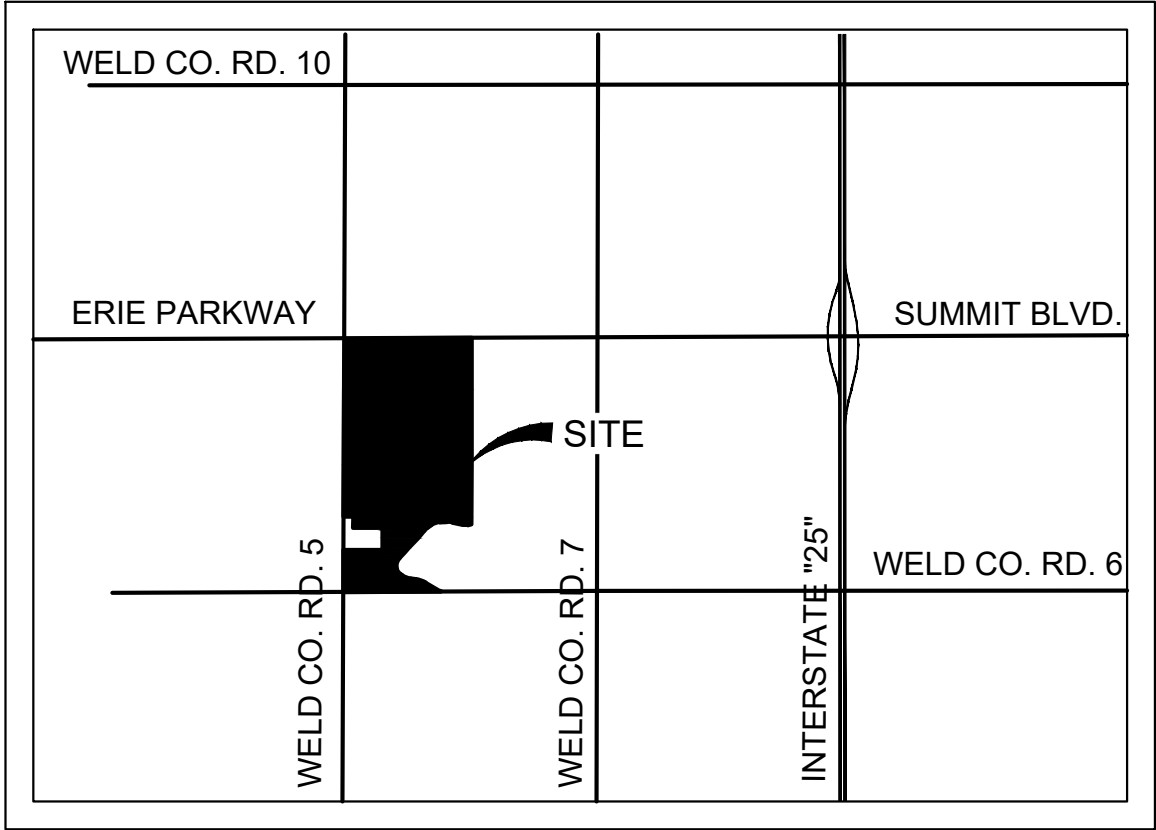 WELD CO. RD. 10
ERIE PARKWAY
SUMMIT BLVD.
SITE
WELD CO. RD. 5
WELD CO. RD. 7
INTERSTATE "25"
WELD CO. RD. 6